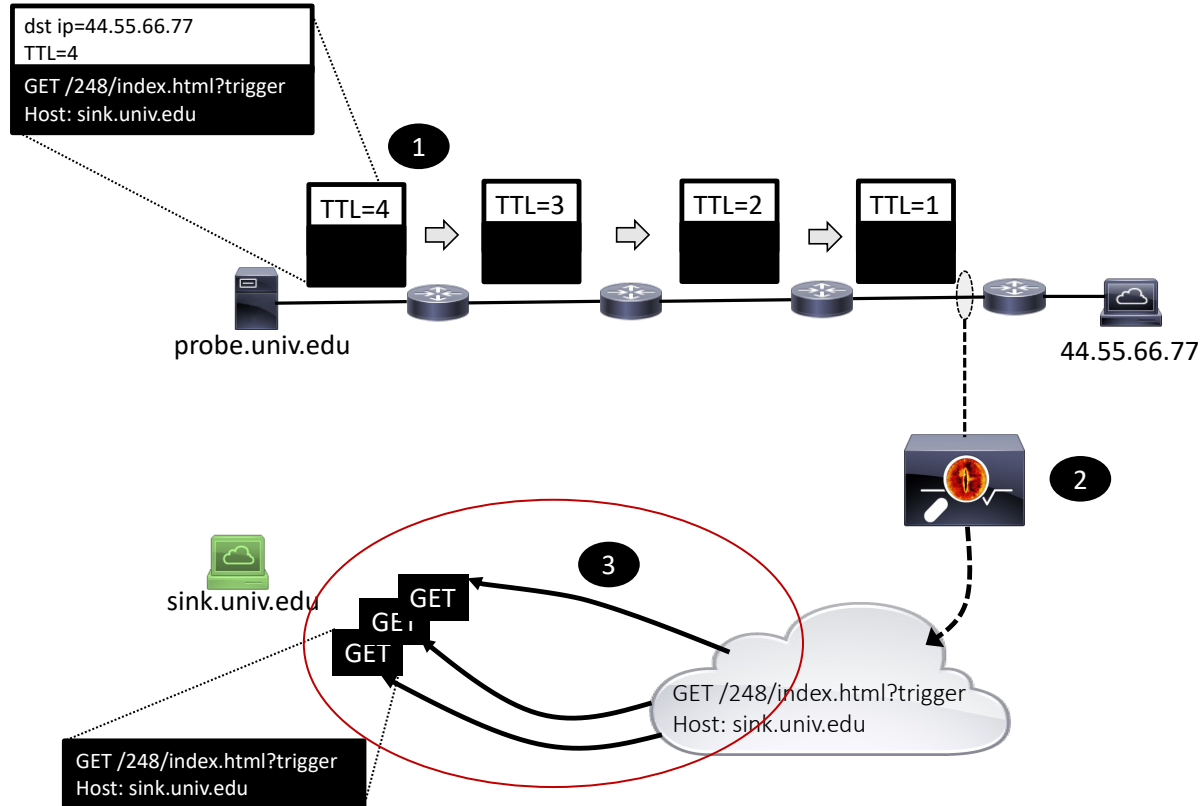 dst ip=44.55.66.77
TTL=4
GET /248/index.html?trigger
Host: sink.univ.edu
1
TTL=4
TTL=3
TTL=2
TTL=1
probe.univ.edu
44.55.66.77
2
3
sink.univ.edu
GET
GET
GET
GET /248/index.html?trigger
Host: sink.univ.edu
GET /248/index.html?trigger
Host: sink.univ.edu